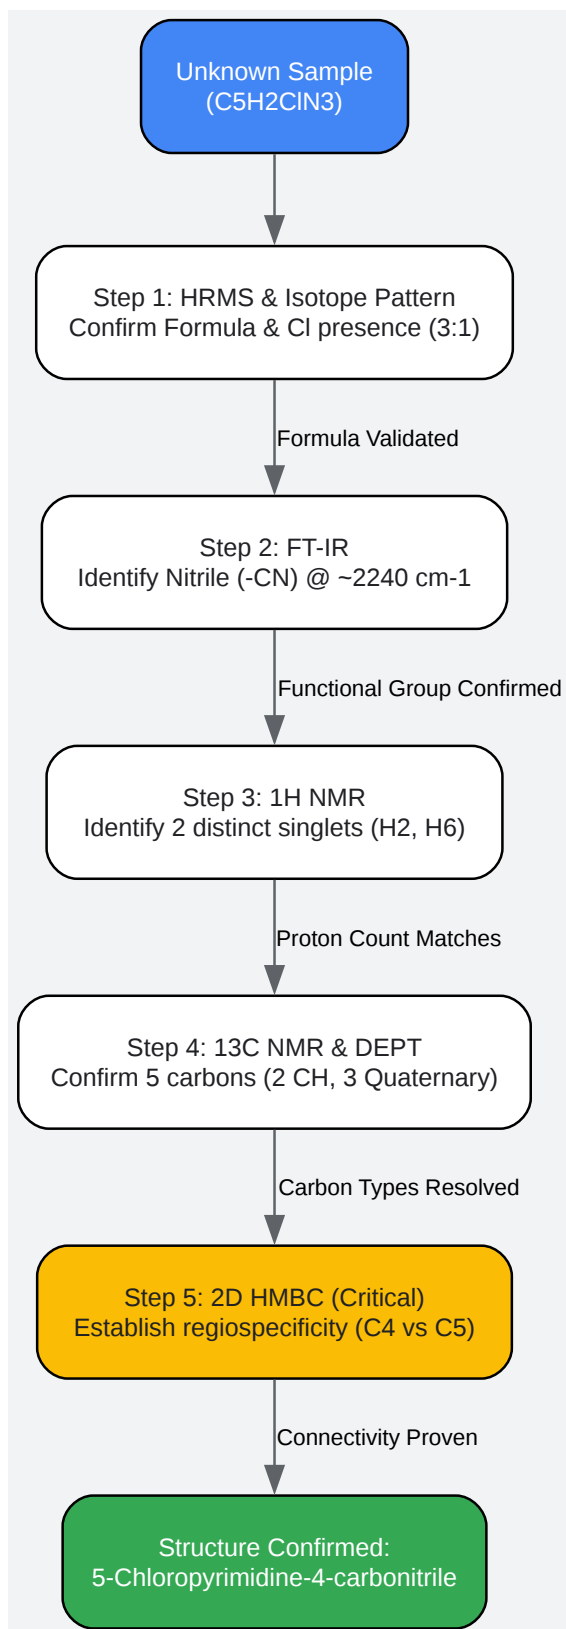 Unknown Sample
(C5H2ClN3)
Step 1: HRMS & Isotope Pattern
Confirm Formula & Cl presence (3:1)
Formula Validated
Step 2: FT-IR
Identify Nitrile (-CN) @ ~2240 cm-1
Functional Group Confirmed
Step 3: 1H NMR
Identify 2 distinct singlets (H2, H6)
Proton Count Matches
Step 4: 13C NMR & DEPT
Confirm 5 carbons (2 CH, 3 Quaternary)
Carbon Types Resolved
Step 5: 2D HMBC (Critical)
Establish regiospecificity (C4 vs C5)
Connectivity Proven
Structure Confirmed:
5-Chloropyrimidine-4-carbonitrile